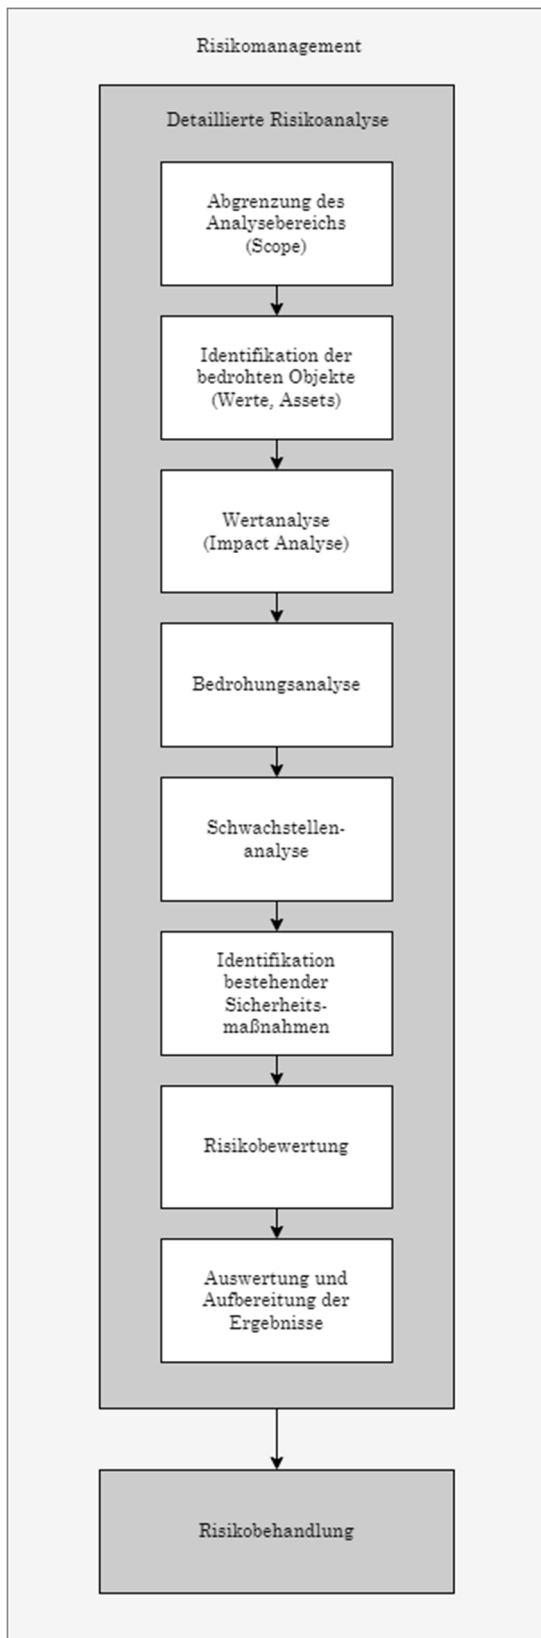 Risikomanagement
Detaillierte Risikoanalyse
Abgrenzung des
Analysebereichs
(Scope)
Identifikation der
bedrohten Objekte
(Werte, Assets)
Wertanalyse
(Impact Analyse)
Bedrohungsanalyse
Schwachstellen-
analyse
Identifikation
bestehender
Sicherheits-
maßnahmen
Risikobewertung
Auswertung und
Aufbereitung der
Ergebnisse
Risikobehandlung